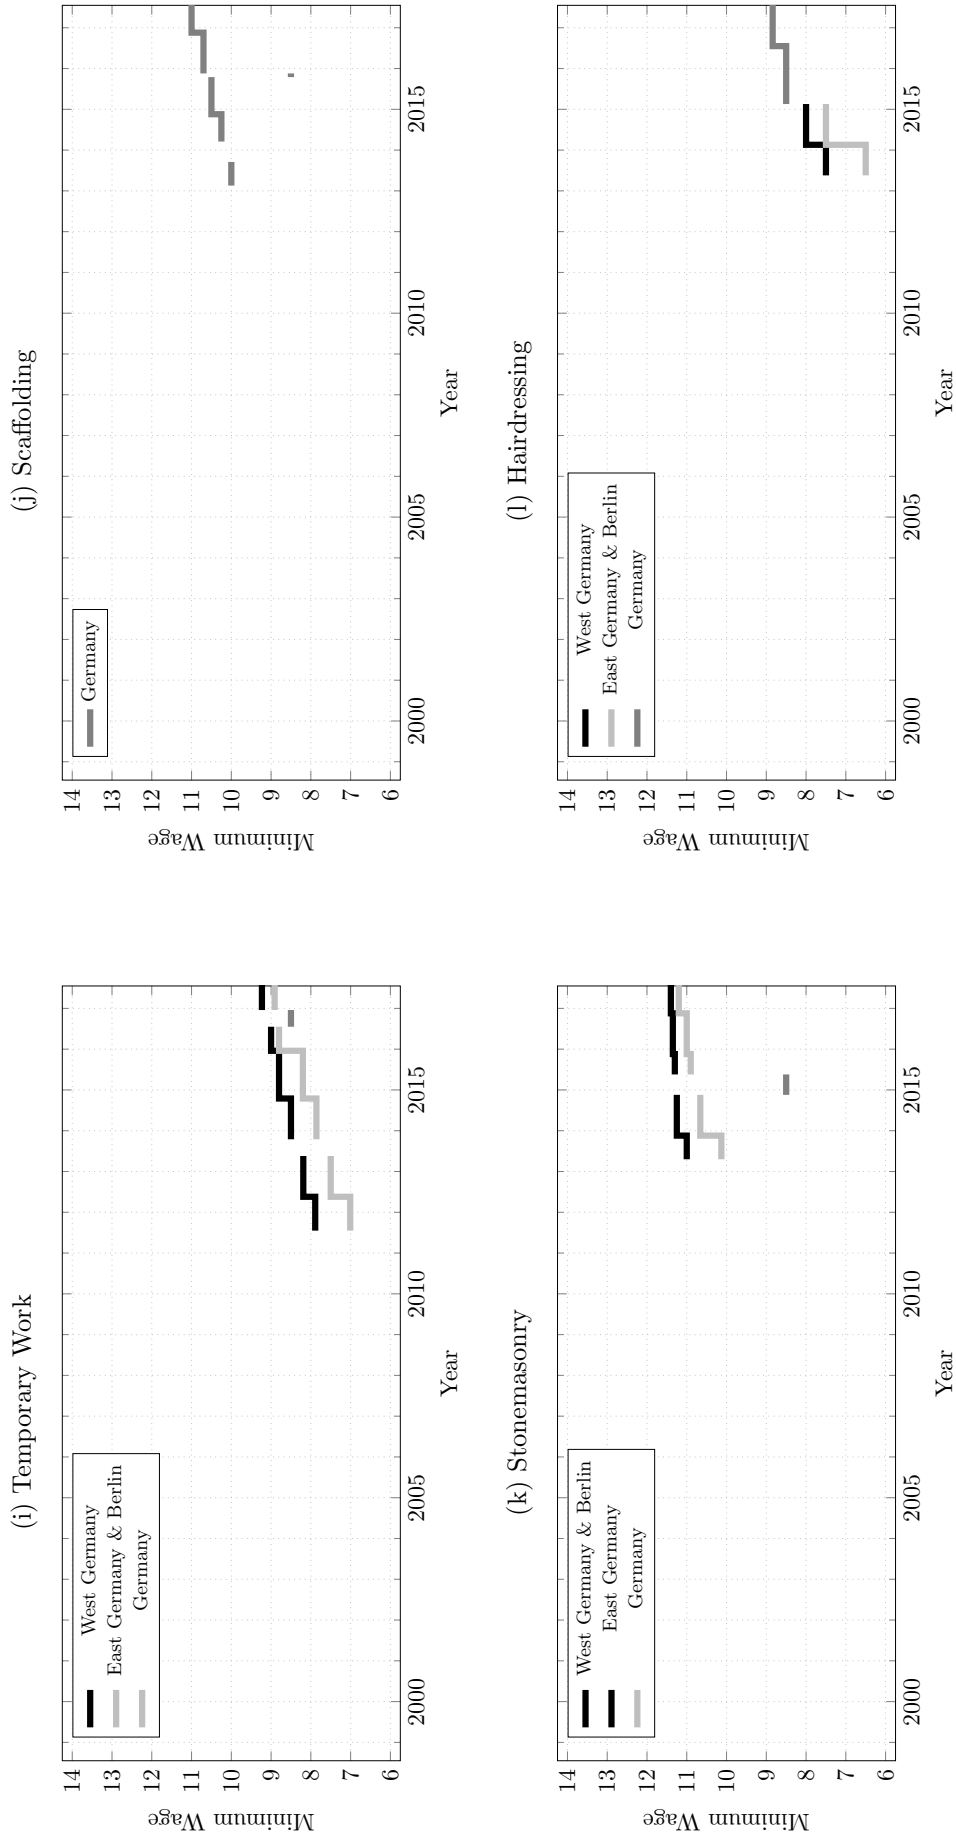 (i) Temporary Work
14
13
12
11
10
9
8
7
6
Minimum Wage
2000
2005
2010
2015
Year
West Germany
East Germany & Berlin
Germany
(j) Scaffolding
14
13
12
11
10
9
8
7
6
Minimum Wage
2000
2005
2010
2015
Year
Germany
(k) Stonemasonry
14
13
12
11
10
9
8
7
6
Minimum Wage
2000
2005
2010
2015
Year
West Germany & Berlin
East Germany
Germany
(l) Hairdressing
14
13
12
11
10
9
8
7
6
Minimum Wage
2000
2005
2010
2015
Year
West Germany
East Germany & Berlin
Germany